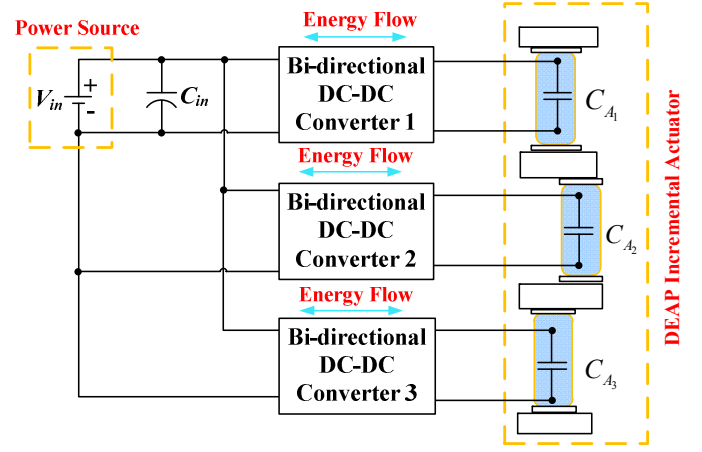 Power Source
Energy Flow
V_in
+
-
C_in
Bi-directional
DC-DC
Converter 1
C_A1
Energy Flow
Bi-directional
DC-DC
Converter 2
C_A2
Energy Flow
Bi-directional
DC-DC
Converter 3
C_A3
DEAP Incremental Actuator